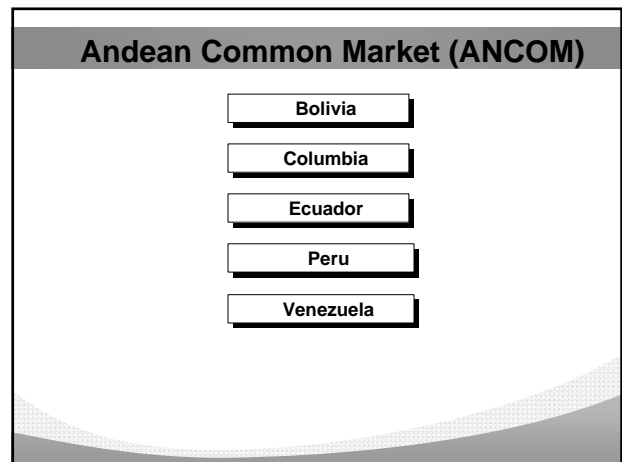 Andean Common Market (ANCOM)
Bolivia
Columbia
Ecuador
Peru
Venezuela